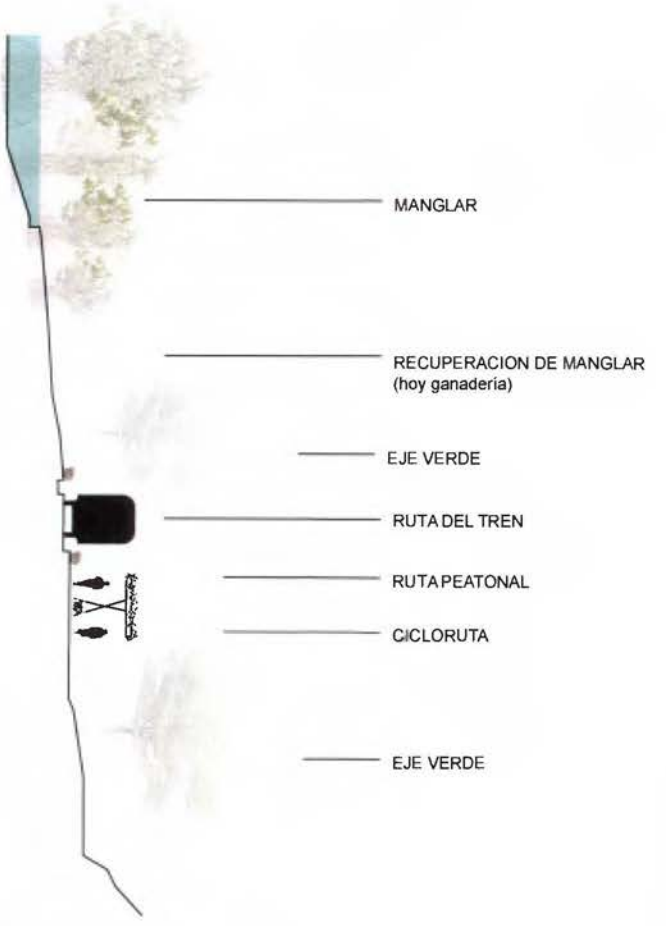 MANGLAR
RECUPERACION DE MANGLAR
(hoy ganadería)
EJE VERDE
RUTA DEL TREN
RUTA PEATONAL
CICLORUTA
EJE VERDE